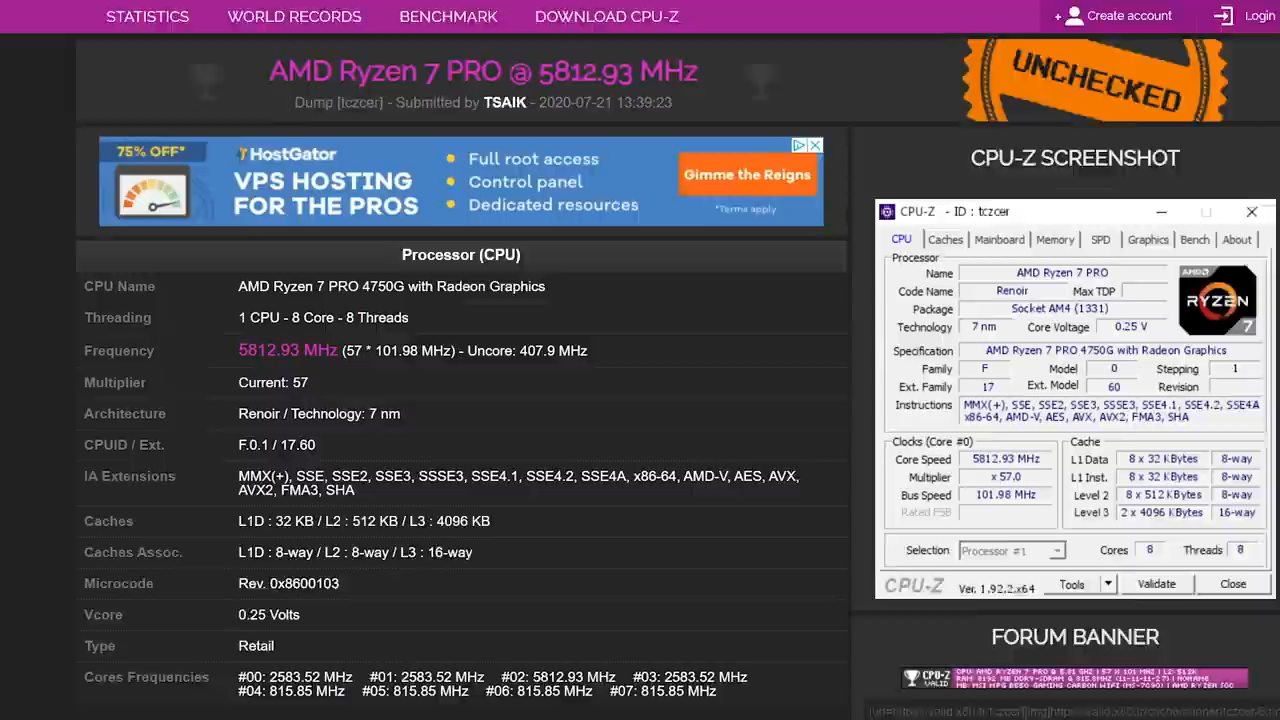 STATISTICS WORLD RECORDS BENCHMARK DOWNLOAD CPU-Z + Create account Login
AMD Ryzen 7 PRO @ 5812.93 MHz
Dump [tczcer] - Submitted by TSAIK - 2020-07-21 13:39:23
UNCHECKED
75% OFF*
HostGator
VPS HOSTING
FOR THE PROS
Full root access
Control panel
Dedicated resources
Gimme the Reigns
*Terms apply
Processor (CPU)
CPU Name AMD Ryzen 7 PRO 4750G with Radeon Graphics
Threading 1 CPU - 8 Core - 8 Threads
Frequency 5812.93 MHz (57 * 101.98 MHz) - Uncore: 407.9 MHz
Multiplier Current: 57
Architecture Renoir / Technology: 7 nm
CPUID / Ext. F.0.1 / 17.60
IA Extensions MMX(+), SSE, SSE2, SSE3, SSSE3, SSE4.1, SSE4.2, SSE4A, x86-64, AMD-V, AES, AVX,
AVX2, FMA3, SHA
Caches L1D : 32 KB / L2 : 512 KB / L3 : 4096 KB
Caches Assoc. L1D : 8-way / L2 : 8-way / L3 : 16-way
Microcode Rev. 0x8600103
Vcore 0.25 Volts
Type Retail
Cores Frequencies #00: 2583.52 MHz #01: 2583.52 MHz #02: 5812.93 MHz #03: 2583.52 MHz
#04: 815.85 MHz #05: 815.85 MHz #06: 815.85 MHz #07: 815.85 MHz
CPU-Z SCREENSHOT
CPU-Z - ID : tczcer
CPU Caches Mainboard Memory SPD Graphics Bench About
Processor
Name AMD Ryzen 7 PRO
Code Name Renoir Max TDP
Package Socket AM4 (1331)
Technology 7 nm Core Voltage 0.25 V
AMD
RYZEN
7
Specification AMD Ryzen 7 PRO 4750G with Radeon Graphics
Family F Model 0 Stepping 1
Ext. Family 17 Ext. Model 60 Revision
Instructions MMX(+), SSE, SSE2, SSE3, SSSE3, SSE4.1, SSE4.2, SSE4A
x86-64, AMD-V, AES, AVX, AVX2, FMA3, SHA
Clocks (Core #0) Cache
Core Speed 5812.93 MHz L1 Data 8 x 32 KBytes 8-way
Multiplier x 57.0 L1 Inst. 8 x 32 KBytes 8-way
Bus Speed 101.98 MHz Level 2 8 x 512 KBytes 8-way
Rated FSB Level 3 2 x 4096 KBytes 16-way
Selection Processor #1 Cores 8 Threads 8
CPU-Z Ver. 1.92.2.x64 Tools Validate Close
FORUM BANNER
CPU-Z
VALID
CPU: AMD RYZEN 7 PRO @ 5.81 GHZ